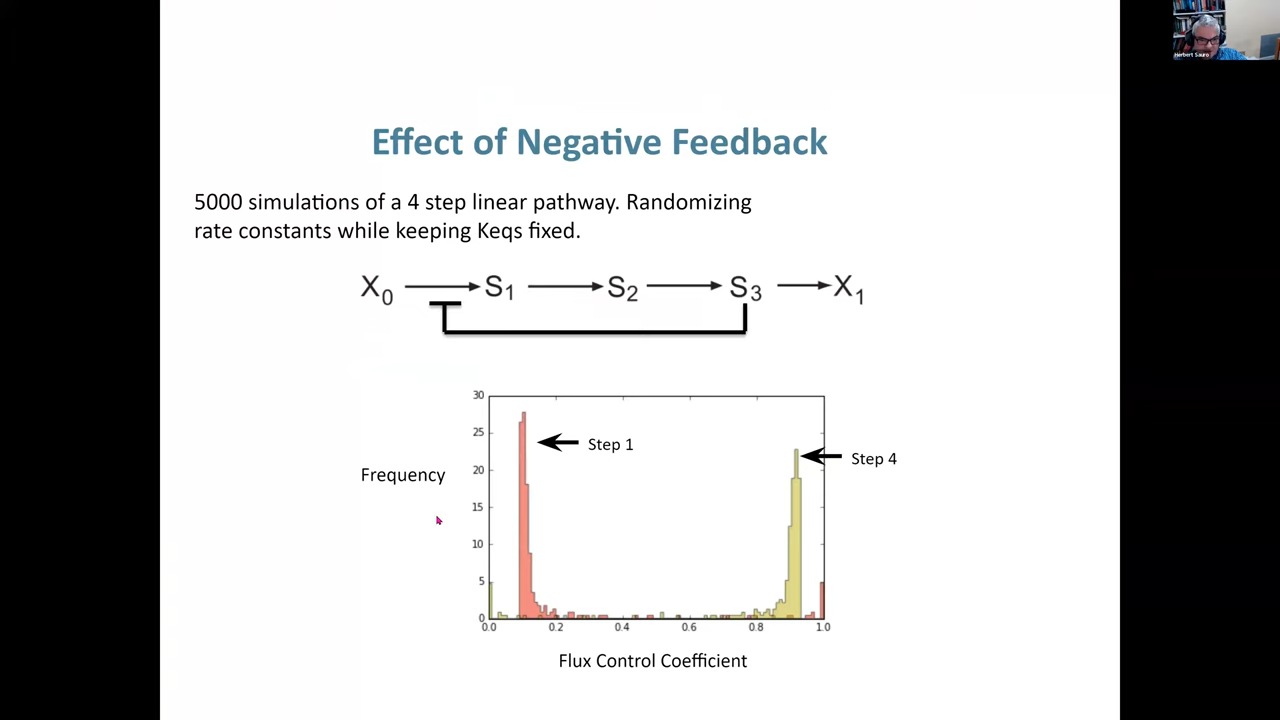 Herbert Sauro
Effect of Negative Feedback
5000 simulations of a 4 step linear pathway. Randomizing
rate constants while keeping Keqs fixed.
X0 S1 S2 S3 X1
30
25
20
15
10
5
0
Frequency
Step 1
Step 4
0.0 0.2 0.4 0.6 0.8 1.0
Flux Control Coefficient